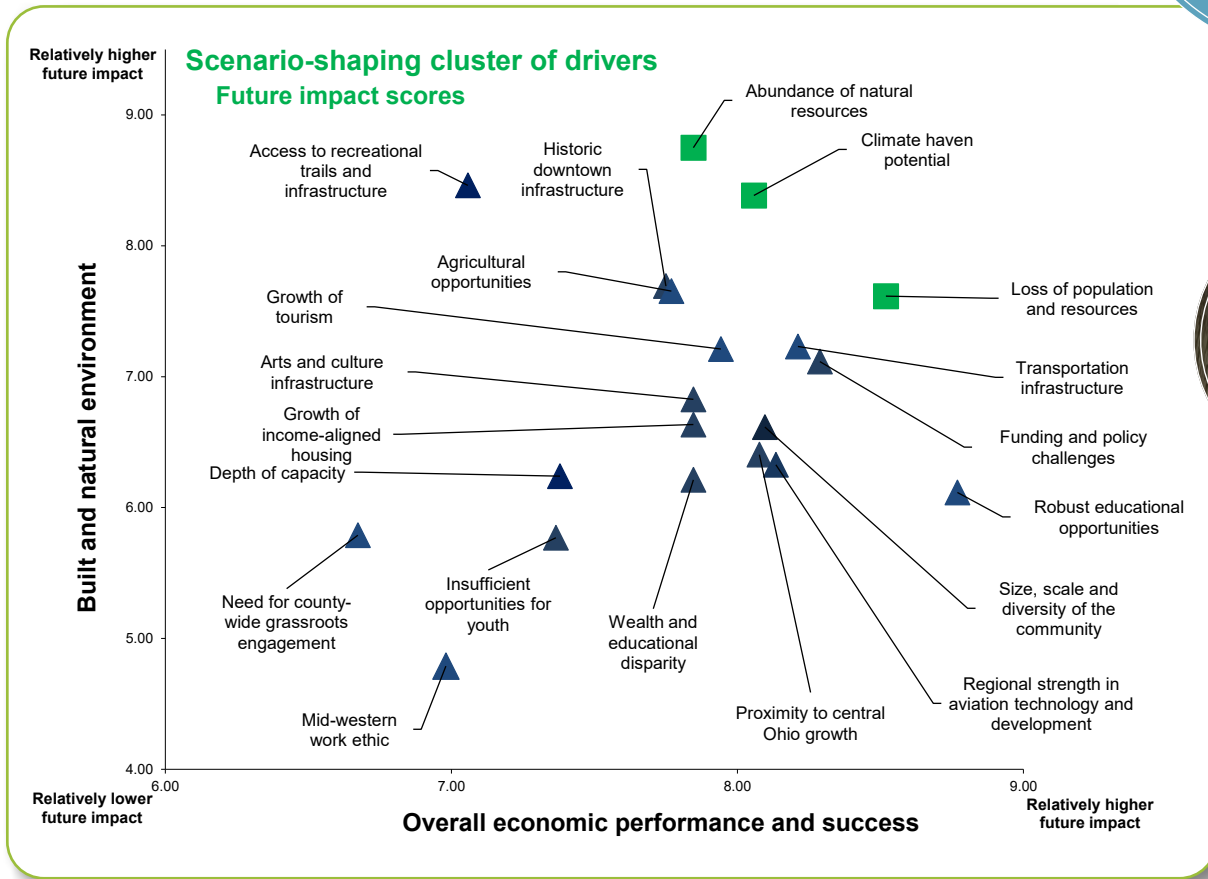 Relatively higher
future impact
Scenario-shaping cluster of drivers
Future impact scores
9.00
8.00
7.00
6.00
5.00
4.00
Built and natural environment
Abundance of natural
resources
Climate haven
potential
Access to recreational
trails and
infrastructure
Historic
downtown
infrastructure
Agricultural
opportunities
Growth of
tourism
Loss of population
and resources
Arts and culture
infrastructure
Transportation
infrastructure
Growth of
income-aligned
housing
Funding and policy
challenges
Depth of capacity
Robust educational
opportunities
Need for county-
wide grassroots
engagement
Insufficient
opportunities for
youth
Wealth and
educational
disparity
Size, scale and
diversity of the
community
Mid-western
work ethic
Proximity to central
Ohio growth
Regional strength in
aviation technology and
development
6.00
7.00
8.00
9.00
Relatively lower
future impact
Overall economic performance and success
Relatively higher
future impact